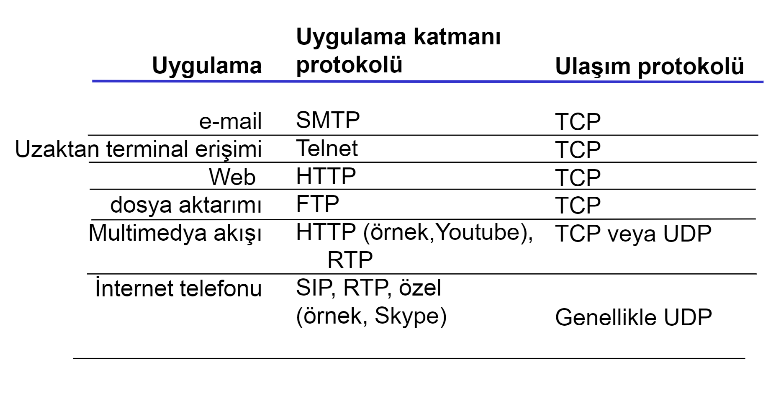 Uygulama Uygulama katmanı protokolü Ulaşım protokolü
e-mail SMTP TCP
Uzaktan terminal erişimi Telnet TCP
Web HTTP TCP
dosya aktarımı FTP TCP
Multimedya akışı HTTP (örnek,Youtube), TCP veya UDP
RTP
İnternet telefonu SIP, RTP, özel
(örnek, Skype) Genellikle UDP